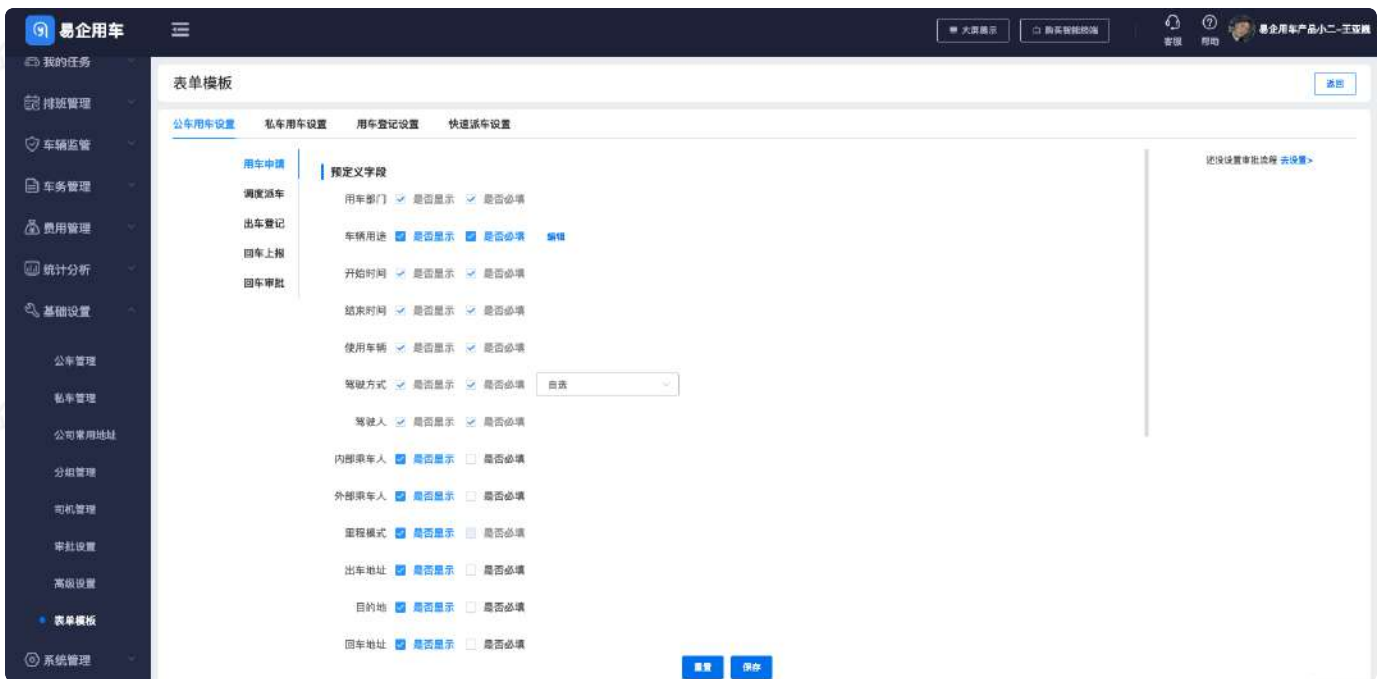 易企用车
大屏展示
购买智能终端
客服
帮助
易企用车产品小二-王亚巍
我的任务
排班管理
车辆监管
车务管理
费用管理
统计分析
基础设置
公车管理
私车管理
公司常用地址
分组管理
司机管理
审批设置
高级设置
表单模板
系统管理
表单模板
返回
公车用车设置 私车用车设置 用车登记设置 快速派车设置
用车申请
调度派车
出车登记
回车上报
回车审批
预定义字段
用车部门 是否显示 是否必填
车辆用途 是否显示 是否必填 编辑
开始时间 是否显示 是否必填
结束时间 是否显示 是否必填
使用车辆 是否显示 是否必填
驾驶方式 是否显示 是否必填 自选
驾驶人 是否显示 是否必填
内部乘车人 是否显示 是否必填
外部乘车人 是否显示 是否必填
里程模式 是否显示 是否必填
出车地址 是否显示 是否必填
目的地 是否显示 是否必填
回车地址 是否显示 是否必填
还没设置审批流程 去设置>
重置 保存